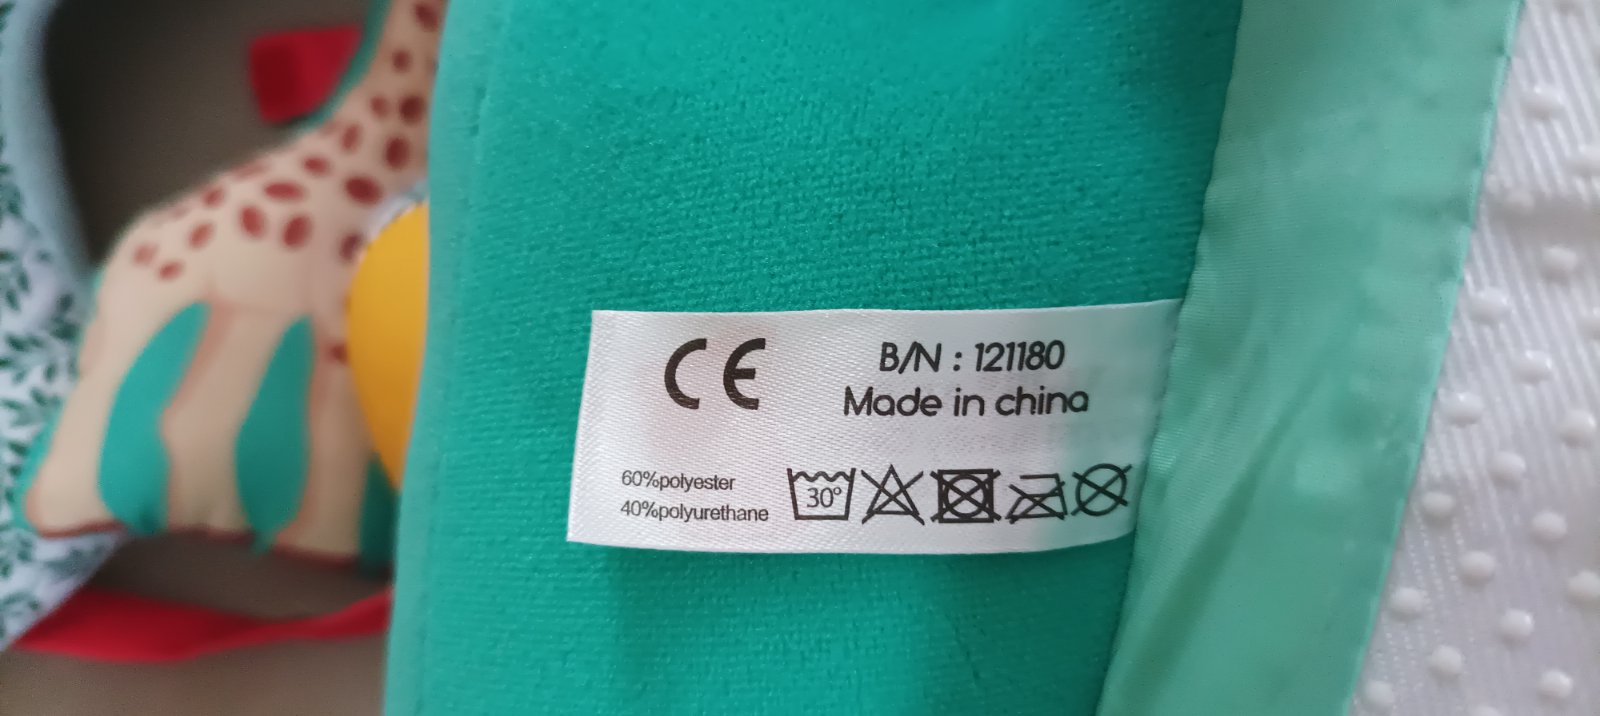 CE
B/N : 121180
Made in china
60%polyester
40%polyurethane
30°